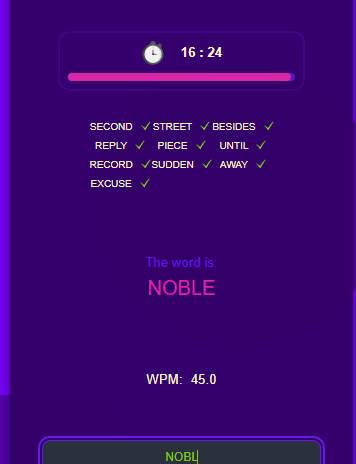 16 : 24
SECOND ✓ STREET ✓ BESIDES ✓
REPLY ✓ PIECE ✓ UNTIL ✓
RECORD ✓ SUDDEN ✓ AWAY ✓
EXCUSE ✓
The word is:
NOBLE
WPM: 45.0
NOBL